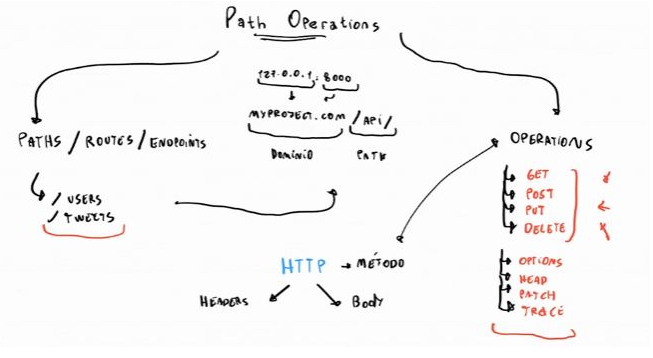 Path Operations
127.0.0.1:8000
MYPROJECT.COM/API/
DOMINIO PATH
PATHS / ROUTES / ENDPOINTS
/ USERS
/ TWEETS
OPERATIONS
GET
POST
PUT
DELETE
OPTIONS
HEAD
PATCH
TRACE
HTTP → MÉTODO
HEADERS BODY